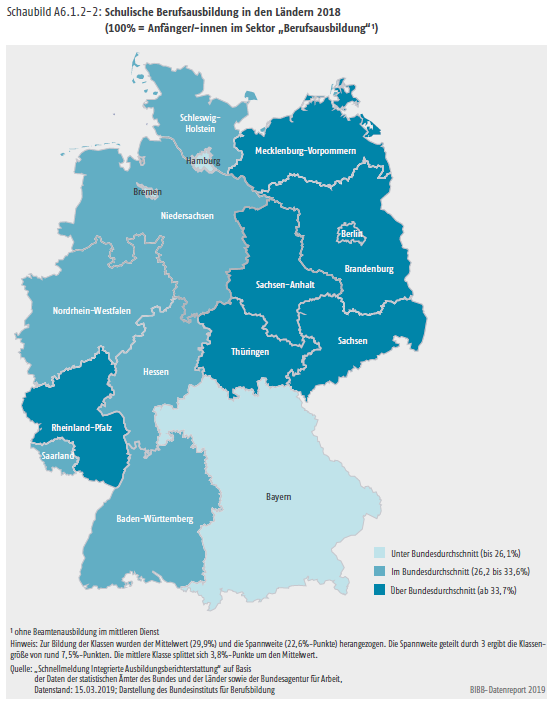 Schaubild A6.1.2-2: Schulische Berufsausbildung in den Ländern 2018
(100% = Anfänger/-innen im Sektor „Berufsausbildung“¹)
Schleswig-
Holstein
Mecklenburg-Vorpommern
Hamburg
Bremen
Niedersachsen
Berlin
Brandenburg
Sachsen-Anhalt
Nordrhein-Westfalen
Sachsen
Thüringen
Hessen
Rheinland-Pfalz
Saarland
Bayern
Baden-Württemberg
Unter Bundesdurchschnitt (bis 26,1%)
Im Bundesdurchschnitt (26,2 bis 33,6%)
Über Bundesdurchschnitt (ab 33,7%)
¹ ohne Beamtenausbildung im mittleren Dienst
Hinweis: Zur Bildung der Klassen wurden der Mittelwert (29,9%) und die Spannweite (22,6%-Punkte) herangezogen. Die Spannweite geteilt durch 3 ergibt die Klassen-
größe von rund 7,5%-Punkten. Die mittlere Klasse splittet sich 3,8%-Punkte um den Mittelwert.
Quelle: „Schnellmeldung Integrierte Ausbildungsberichterstattung“ auf Basis
der Daten der statistischen Ämter des Bundes und der Länder sowie der Bundesagentur für Arbeit,
Datenstand: 15.03.2019; Darstellung des Bundesinstituts für Berufsbildung
BIBB-Datenreport 2019